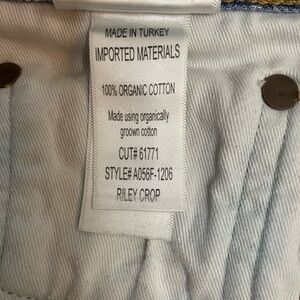 MADE IN TURKEY
IMPORTED MATERIALS
100% ORGANIC COTTON
Made using organically
groown cotton
CUT# 61771
STYLE# A056F-1206
RILEY CROP